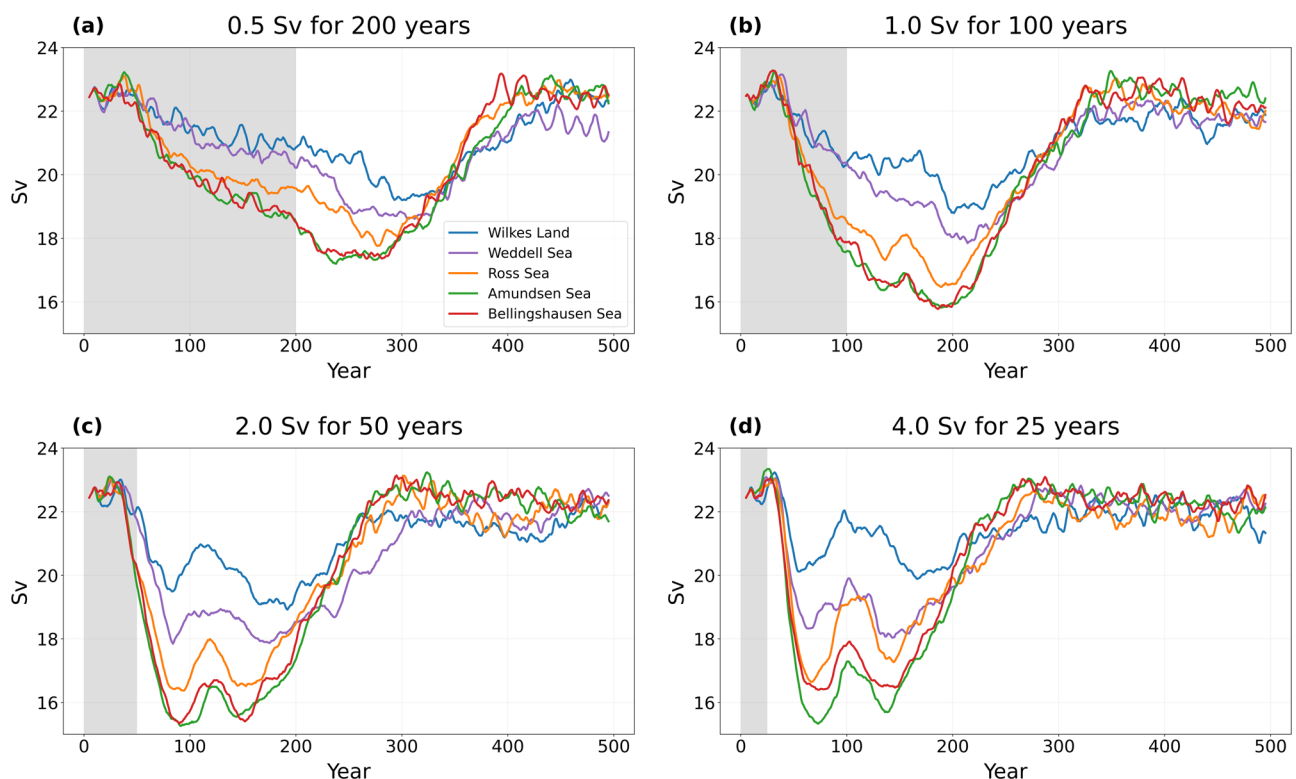 (a) 0.5 Sv for 200 years
24
22
20
18
16
Sv
0 100 200 300 400 500
Year
Wilkes Land
Weddell Sea
Ross Sea
Amundsen Sea
Bellingshausen Sea
(b) 1.0 Sv for 100 years
24
22
20
18
16
Sv
0 100 200 300 400 500
Year
(c) 2.0 Sv for 50 years
24
22
20
18
16
Sv
0 100 200 300 400 500
Year
(d) 4.0 Sv for 25 years
24
22
20
18
16
Sv
0 100 200 300 400 500
Year